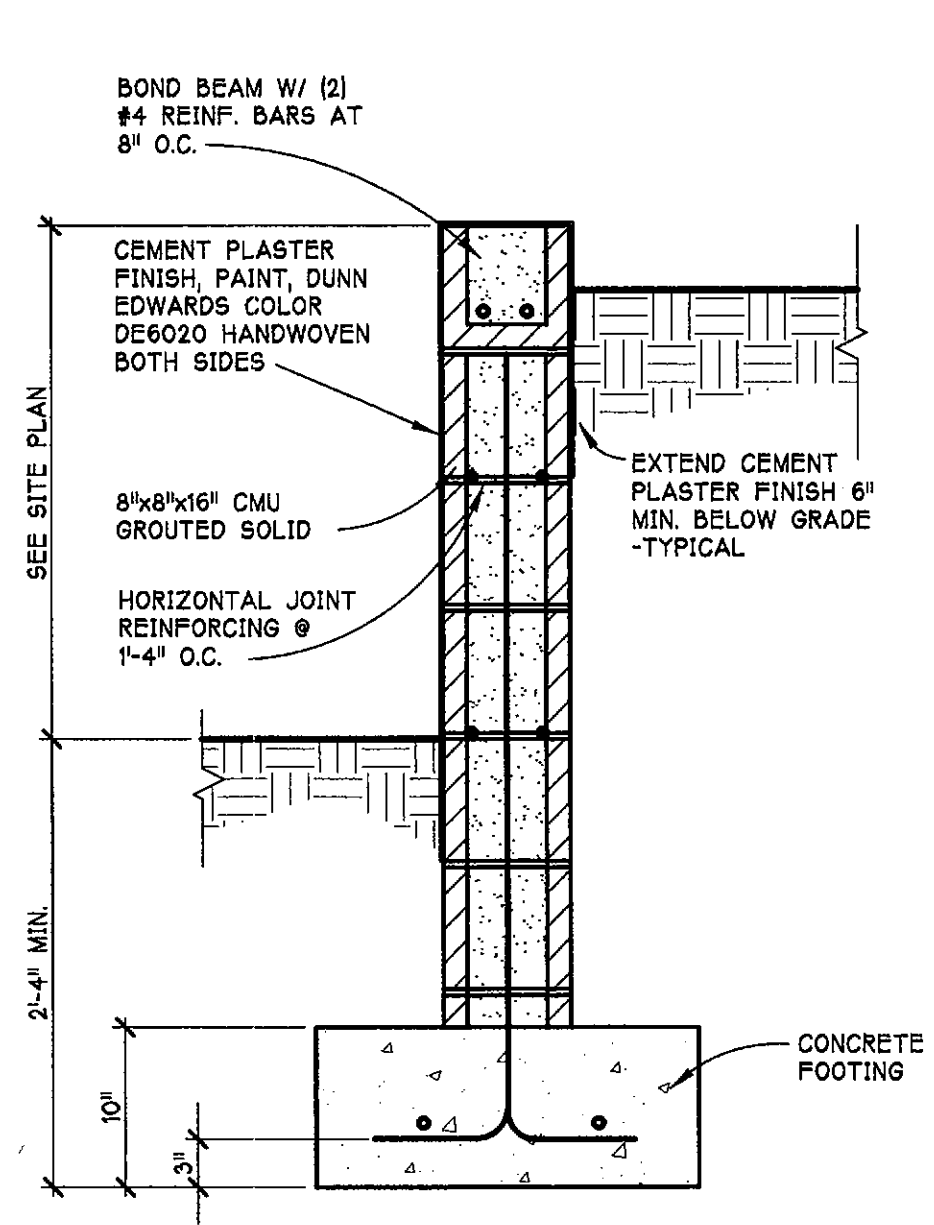 BOND BEAM W/ (2)
#4 REINF. BARS AT
8" O.C.
CEMENT PLASTER
FINISH, PAINT, DUNN
EDWARDS COLOR
DE6020 HANDWOVEN
BOTH SIDES
SEE SITE PLAN
EXTEND CEMENT
PLASTER FINISH 6"
MIN. BELOW GRADE
-TYPICAL
8"x8"x16" CMU
GROUTED SOLID
HORIZONTAL JOINT
REINFORCING @
1'-4" O.C.
2'-4" MIN.
CONCRETE
FOOTING
10"
3"